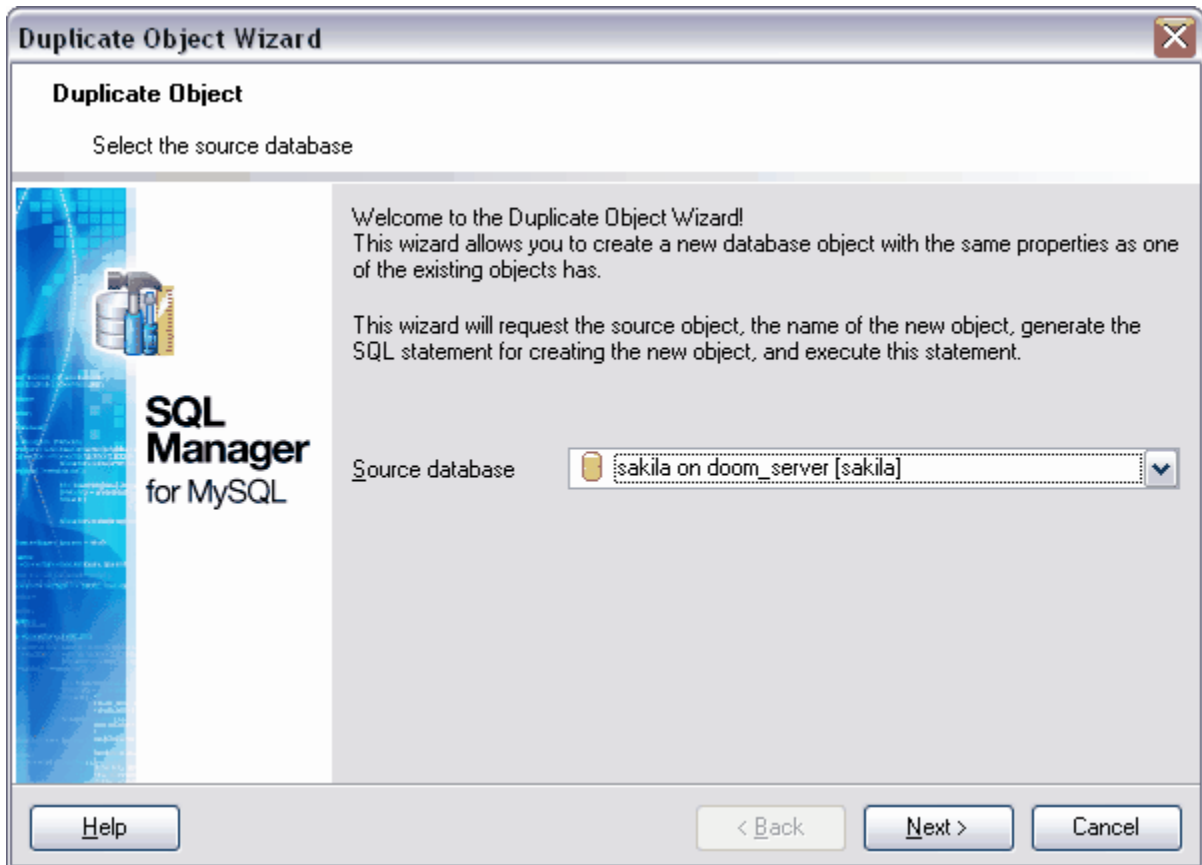 Duplicate Object Wizard
Duplicate Object
Select the source database
Welcome to the Duplicate Object Wizard!
This wizard allows you to create a new database object with the same properties as one
of the existing objects has.
This wizard will request the source object, the name of the new object, generate the
SQL statement for creating the new object, and execute this statement.
SQL
Manager
for MySQL
Source database
sakila on doom_server [sakila]
Help
< Back
Next >
Cancel